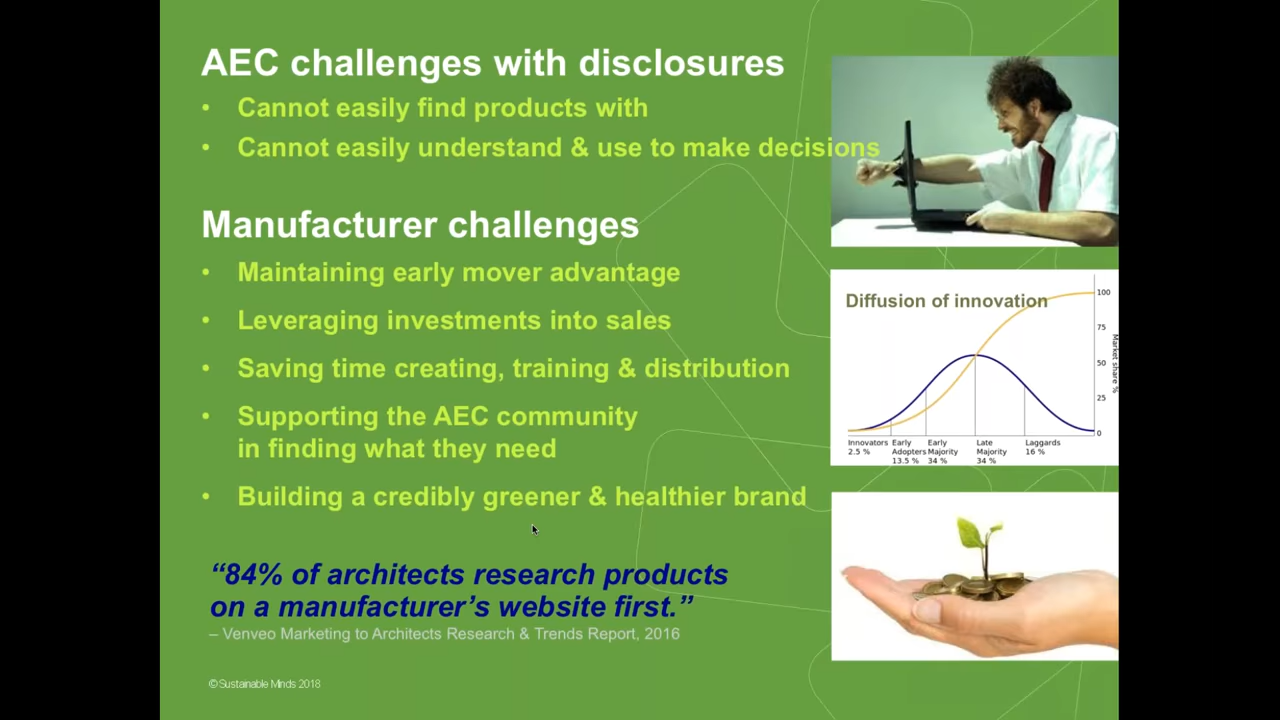 AEC challenges with disclosures
• Cannot easily find products with
• Cannot easily understand & use to make decisions
Manufacturer challenges
• Maintaining early mover advantage
• Leveraging investments into sales
• Saving time creating, training & distribution
• Supporting the AEC community
in finding what they need
• Building a credibly greener & healthier brand
“84% of architects research products
on a manufacturer’s website first.”
– Venveo Marketing to Architects Research & Trends Report, 2016
© Sustainable Minds 2018
Diffusion of innovation
100
75
50
25
0
Market share %
Innovators
2.5 %
Early
Adopters
13.5 %
Early
Majority
34 %
Late
Majority
34 %
Laggards
16 %